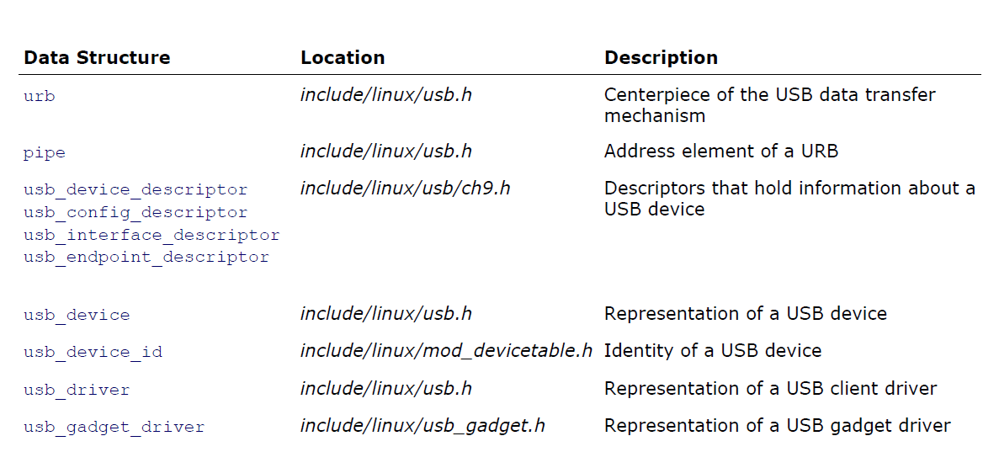 Data Structure Location Description
urb include/linux/usb.h Centerpiece of the USB data transfer
mechanism
pipe include/linux/usb.h Address element of a URB
usb_device_descriptor include/linux/usb/ch9.h Descriptors that hold information about a
usb_config_descriptor USB device
usb_interface_descriptor
usb_endpoint_descriptor
usb_device include/linux/usb.h Representation of a USB device
usb_device_id include/linux/mod_devicetable.h Identity of a USB device
usb_driver include/linux/usb.h Representation of a USB client driver
usb_gadget_driver include/linux/usb_gadget.h Representation of a USB gadget driver